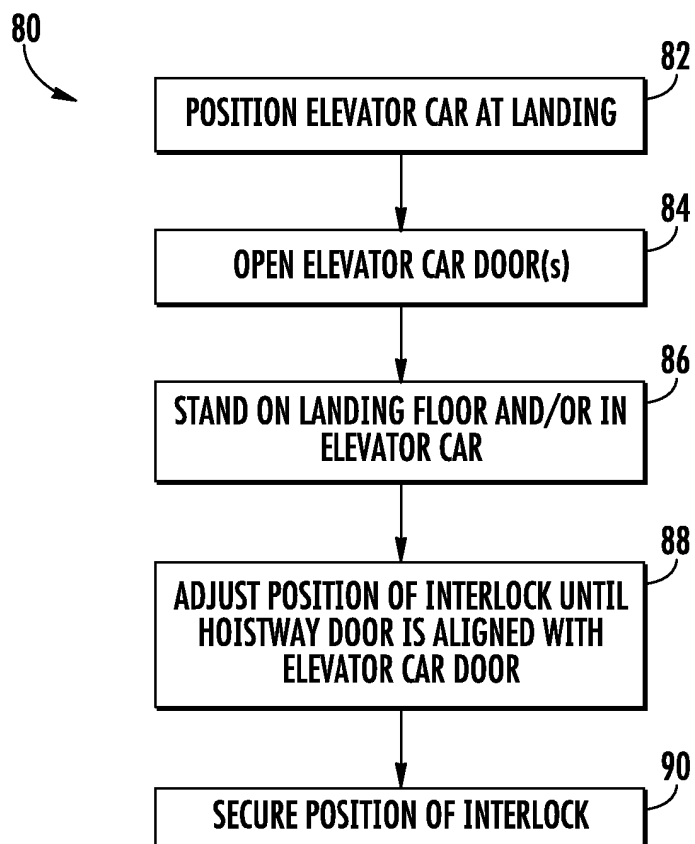 80
82
POSITION ELEVATOR CAR AT LANDING
84
OPEN ELEVATOR CAR DOOR(s)
86
STAND ON LANDING FLOOR AND/OR IN
ELEVATOR CAR
88
ADJUST POSITION OF INTERLOCK UNTIL
HOISTWAY DOOR IS ALIGNED WITH
ELEVATOR CAR DOOR
90
SECURE POSITION OF INTERLOCK